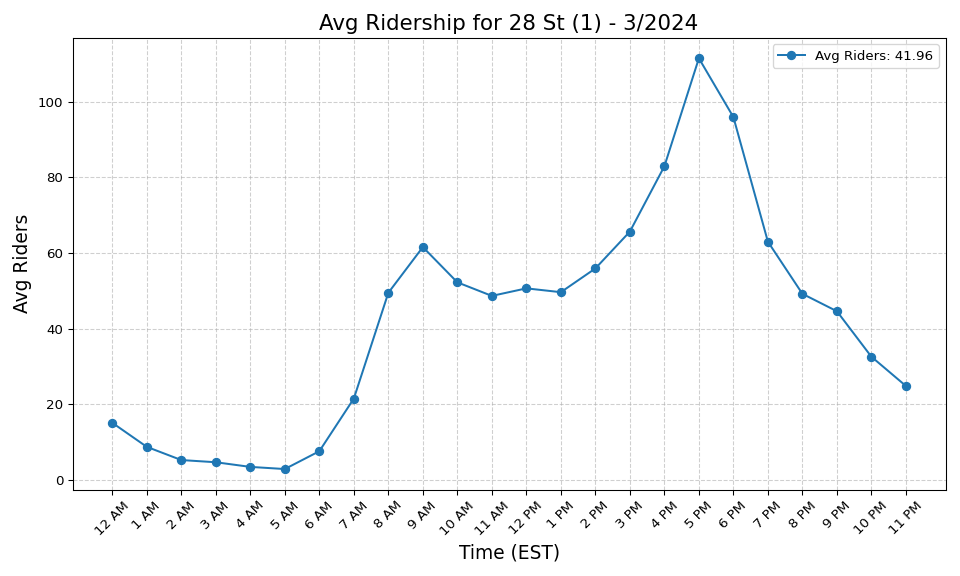 Avg Ridership for 28 St (1) - 3/2024
Avg Riders: 41.96
Avg Riders
100
80
60
40
20
0
12 AM
1 AM
2 AM
3 AM
4 AM
5 AM
6 AM
7 AM
8 AM
9 AM
10 AM
11 AM
12 PM
1 PM
2 PM
3 PM
4 PM
5 PM
6 PM
7 PM
8 PM
9 PM
10 PM
11 PM
Time (EST)